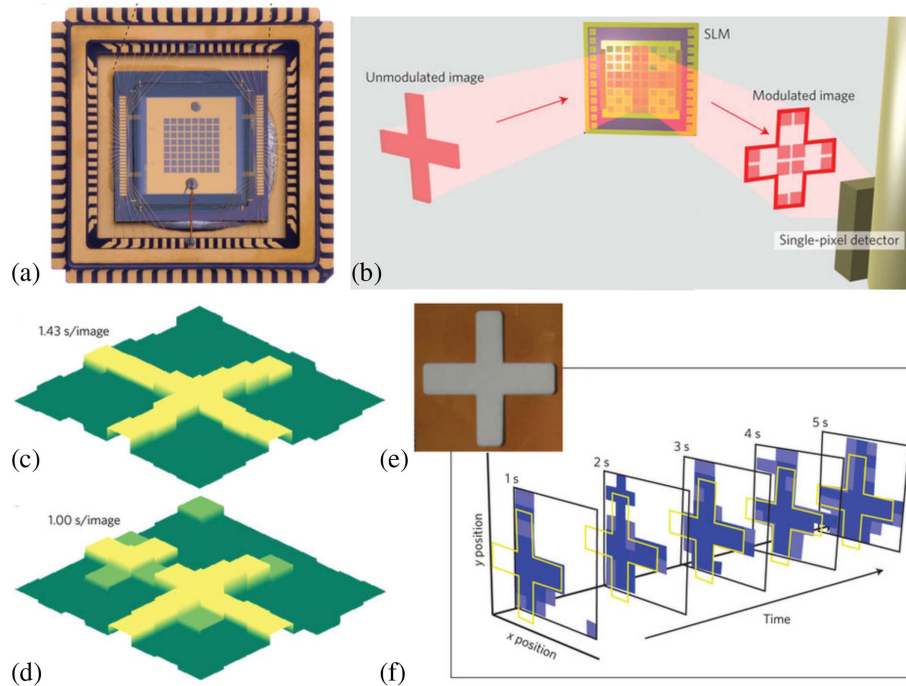 (a)
(b)
SLM
Unmodulated image
Modulated image
Single-pixel detector
1.43 s/image
(c)
(e)
1.00 s/image
(d)
1 s
2 s
3 s
4 s
5 s
y position
x position
Time
(f)